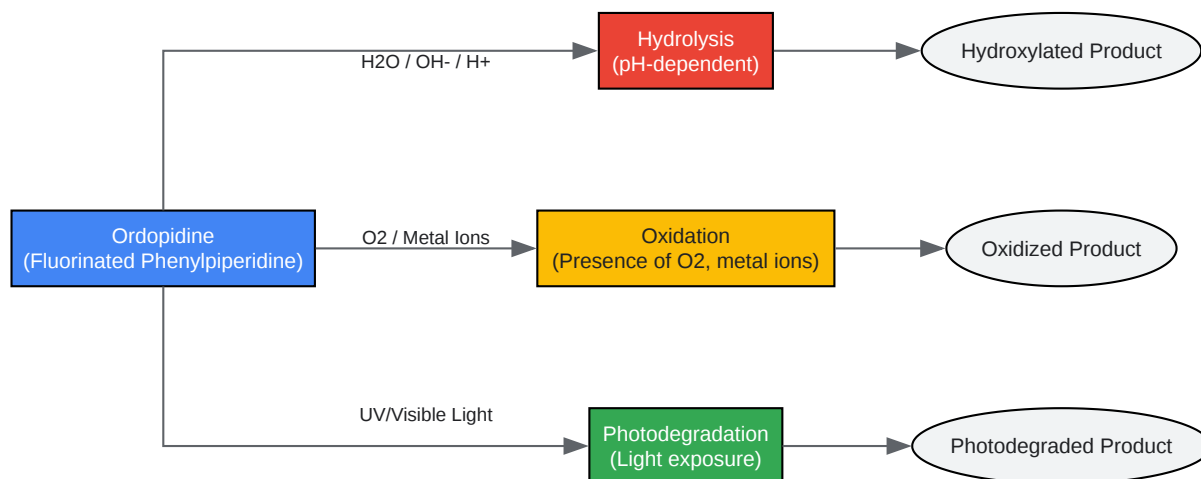 Hydrolysis
(pH-dependent)
Hydroxylated Product
H2O / OH- / H+
Ordopidine
(Fluorinated Phenylpiperidine)
O2 / Metal Ions
Oxidation
(Presence of O2, metal ions)
Oxidized Product
UV/Visible Light
Photodegradation
(Light exposure)
Photodegraded Product